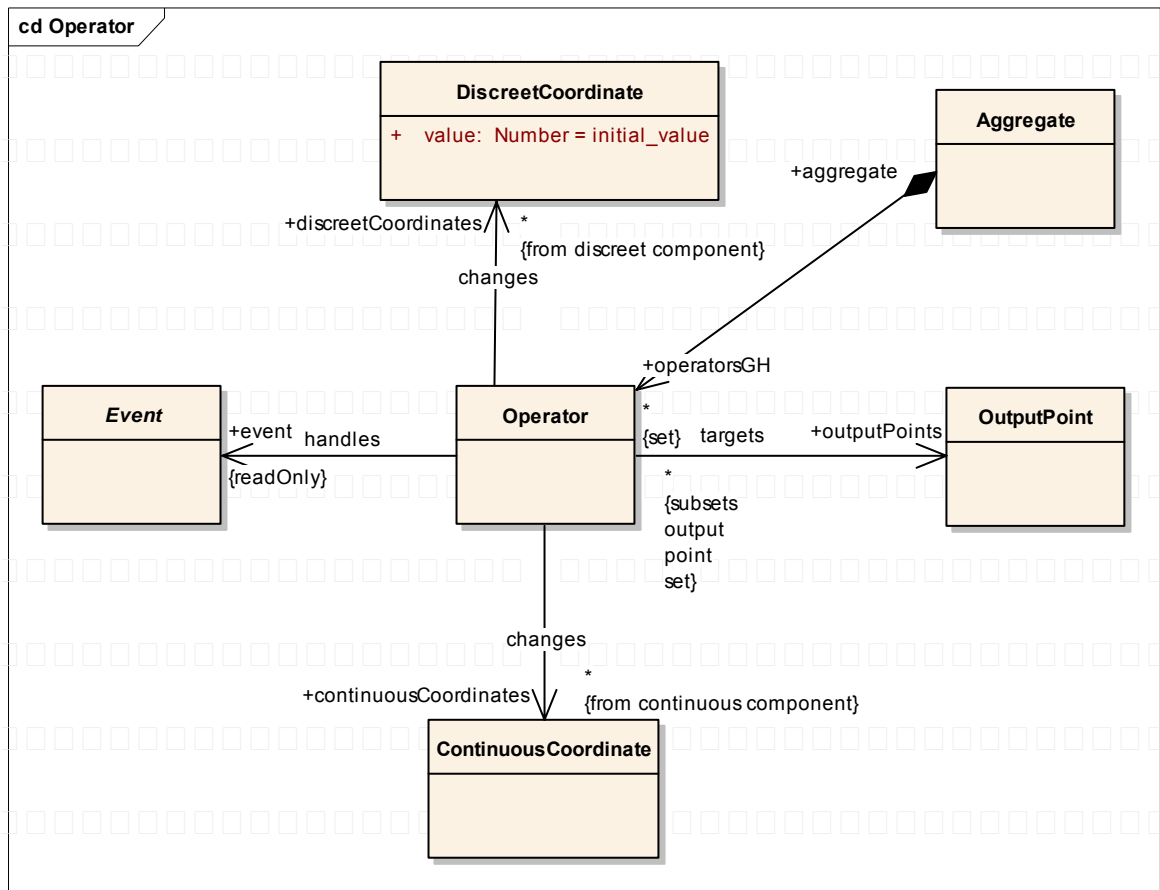 cd Operator
DiscreetCoordinate
+ value: Number = initial_value
Aggregate
+aggregate
+discreetCoordinates
*
{from discreet component}
changes
+operatorsGH
*
{set}
Event
+event
handles
{readOnly}
Operator
targets
+outputPoints
OutputPoint
*
{subsets
output
point
set}
changes
+continuousCoordinates
*
{from continuous component}
ContinuousCoordinate